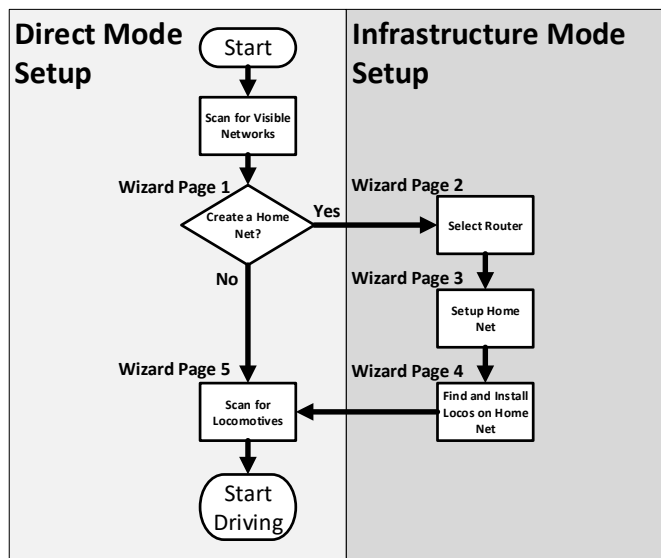 Direct Mode
Setup
Infrastructure Mode
Setup
Start
Scan for Visible
Networks
Wizard Page 1
Create a Home
Net?
Yes
No
Wizard Page 2
Select Router
Wizard Page 3
Setup Home
Net
Wizard Page 4
Find and Install
Locos on Home
Net
Wizard Page 5
Scan for
Locomotives
Start
Driving